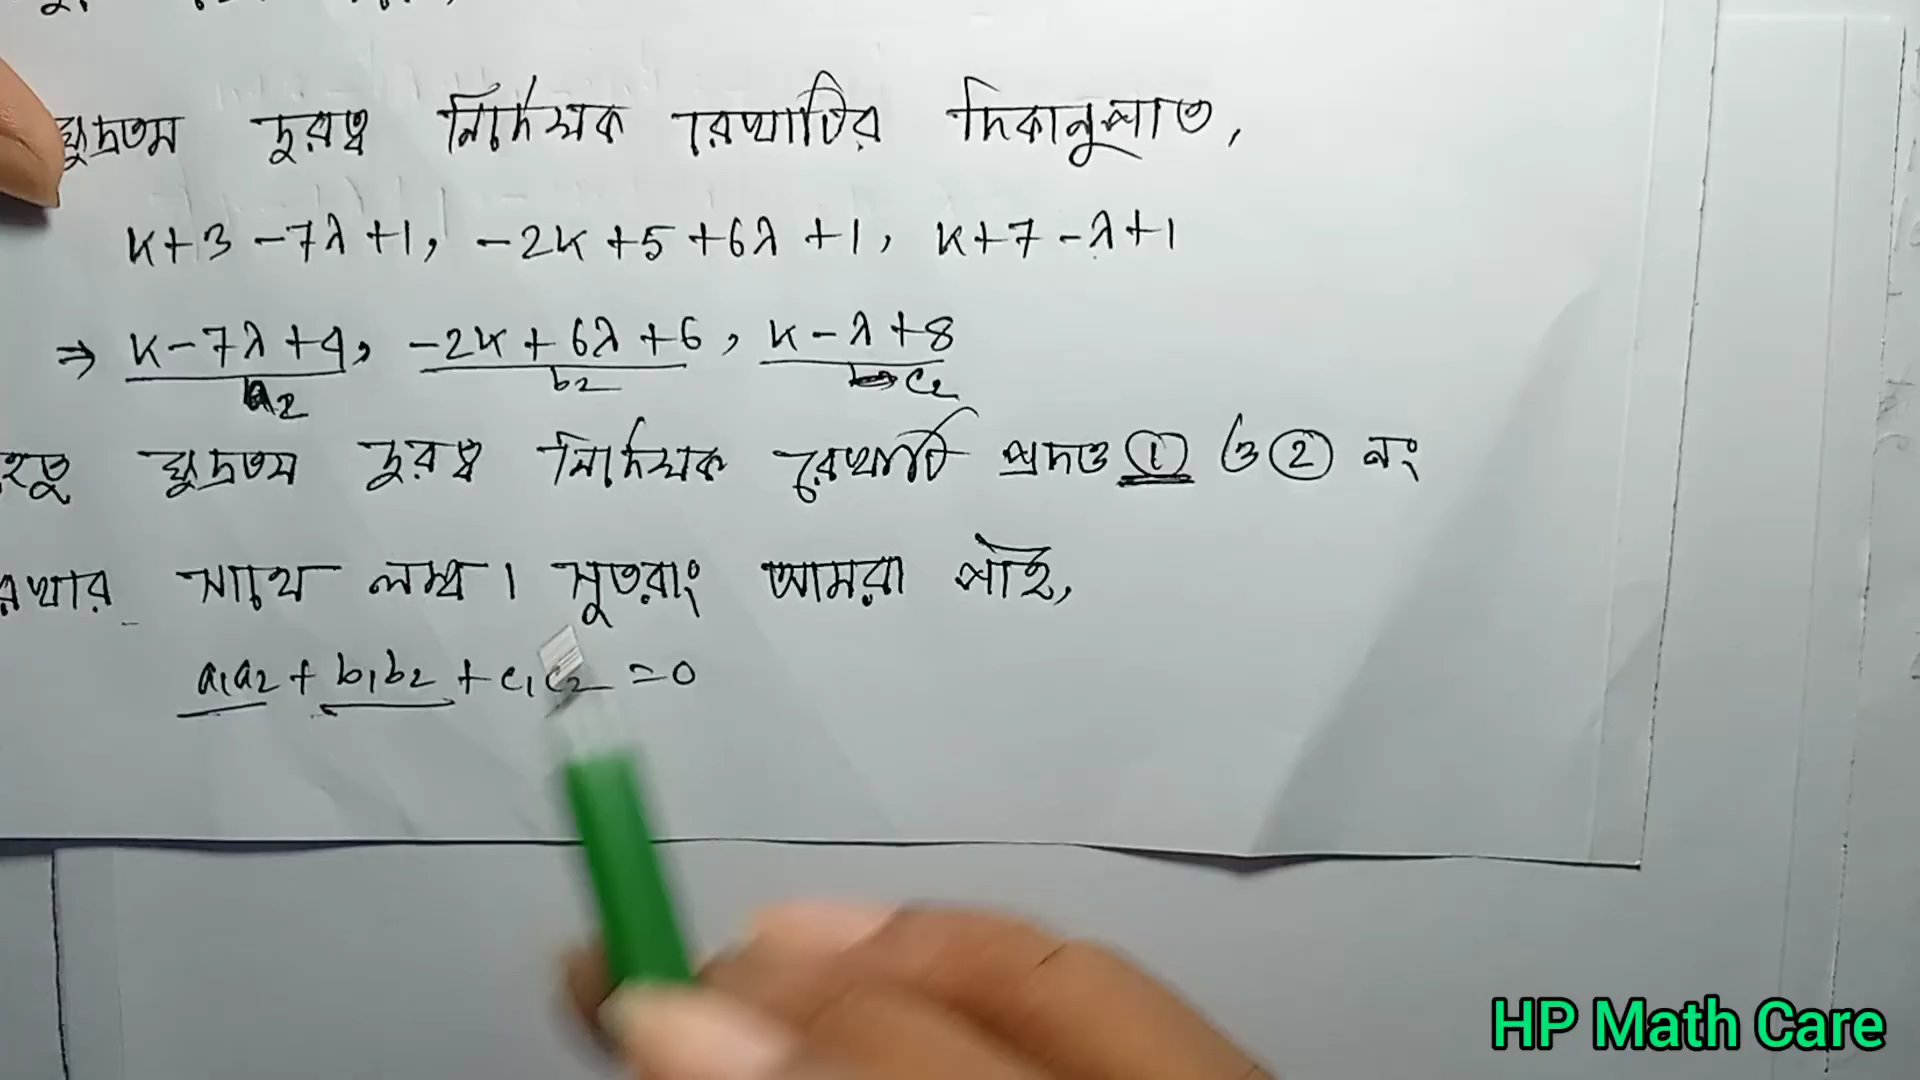 ক্ষুদ্রতম দুরত্ব নির্দেশক রেখাটির দিকানুপাত,
K+3 -7λ+1, -2K+5+6λ+1, K+7-λ+1
⇒ K-7λ+4, -2K+6λ+6, K-λ+8
a2 b2 c2
হেতু ক্ষুদ্রতম দুরত্ব নির্দেশক রেখাটি প্রদত্ত ① ও ② নং
রেখার সাথে লম্ব। সুতরাং আমরা পাই,
a1a2 + b1b2 + c1c2 = 0
HP Math Care